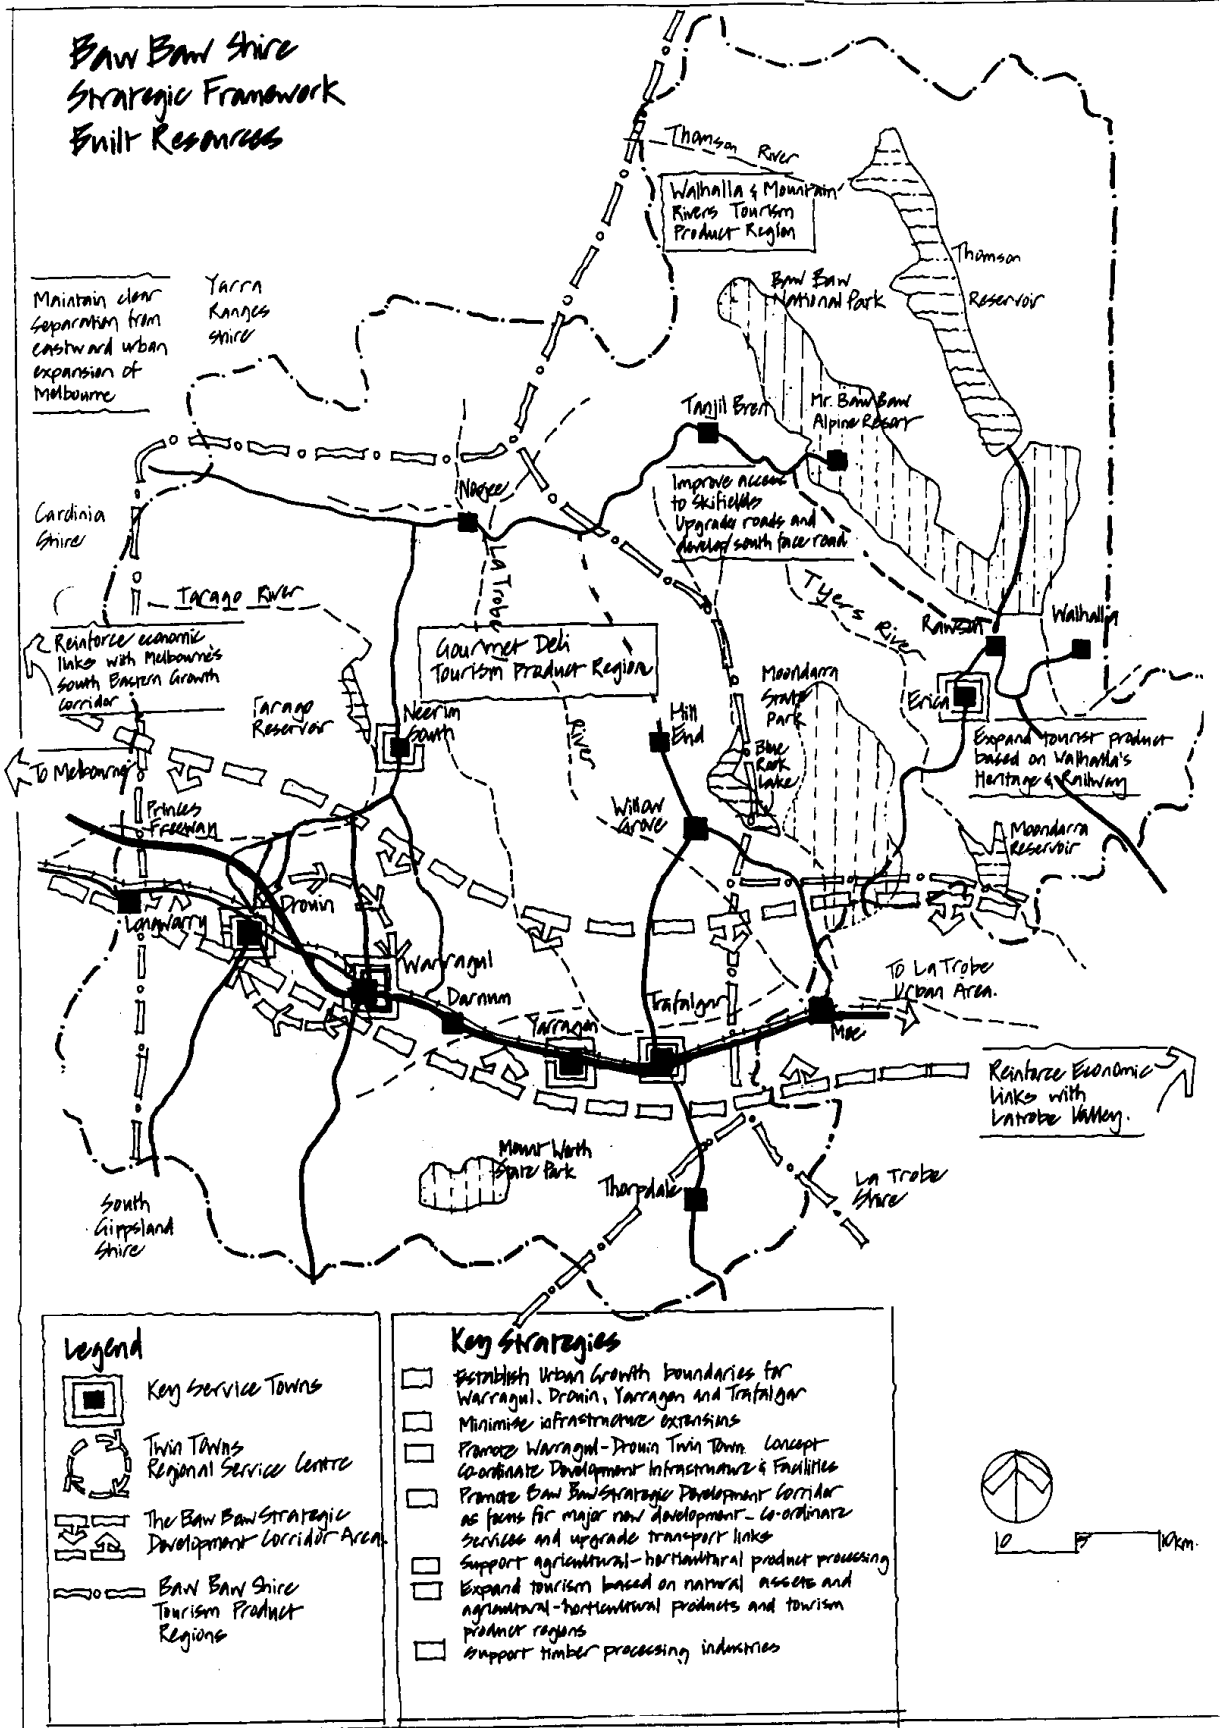 Baw Baw Shire
Strategic Framework
Built Resources
Thomson River
Walhalla & Mountain
Rivers Tourism
Product Region
Thomson
Reservoir
Baw Baw
National Park
Maintain clear
separation from
eastward urban
expansion of
Melbourne
Yarra
Ranges
Shire
Tanjil Bren
Mt. Baw Baw
Alpine Resort
Improve access
to Skifields
Upgrade roads and
develop south face road
Noojee
Cardinia
Shire
La Trobe
River
Tarago River
Tyers River
Rawson
Walhalla
Reinforce economic
links with Melbourne's
South Eastern Growth
Corridor
Gourmet Deli
Tourism Product Region
Tarago
Reservoir
Neerim
South
Hill
End
Moondarra
State
Park
Blue
Rock
Lake
Erica
Expand tourist product
based on Walhalla's
Heritage & Railway
To Melbourne
Princes
Freeway
Willow
Grove
Moondarra
Reservoir
Longwarry
Drouin
Warragul
Darnum
Yarragon
Trafalgar
Moe
To La Trobe
Urban Area.
Reinforce Economic
Links with
Latrobe Valley.
Mount Worth
State Park
Thorpdale
La Trobe
Shire
South
Gippsland
Shire
Legend
Key Service Towns
Twin Towns
Regional Service Centre
The Baw Baw Strategic
Development Corridor Area.
Baw Baw Shire
Tourism Product
Regions
Key Strategies
Establish Urban Growth boundaries for
Warragul, Drouin, Yarragon and Trafalgar
Minimise infrastructure extensions
Promote Warragul-Drouin Twin Town Concept
Co-ordinate Development Infrastructure & Facilities
Promote Baw Baw Strategic Development Corridor
as focus for major new development - Co-ordinate
Services and upgrade transport links
Support agricultural-horticultural product processing
Expand tourism based on natural assets and
agricultural-horticultural products and tourism
product regions
Support timber processing industries
0 5 10km.